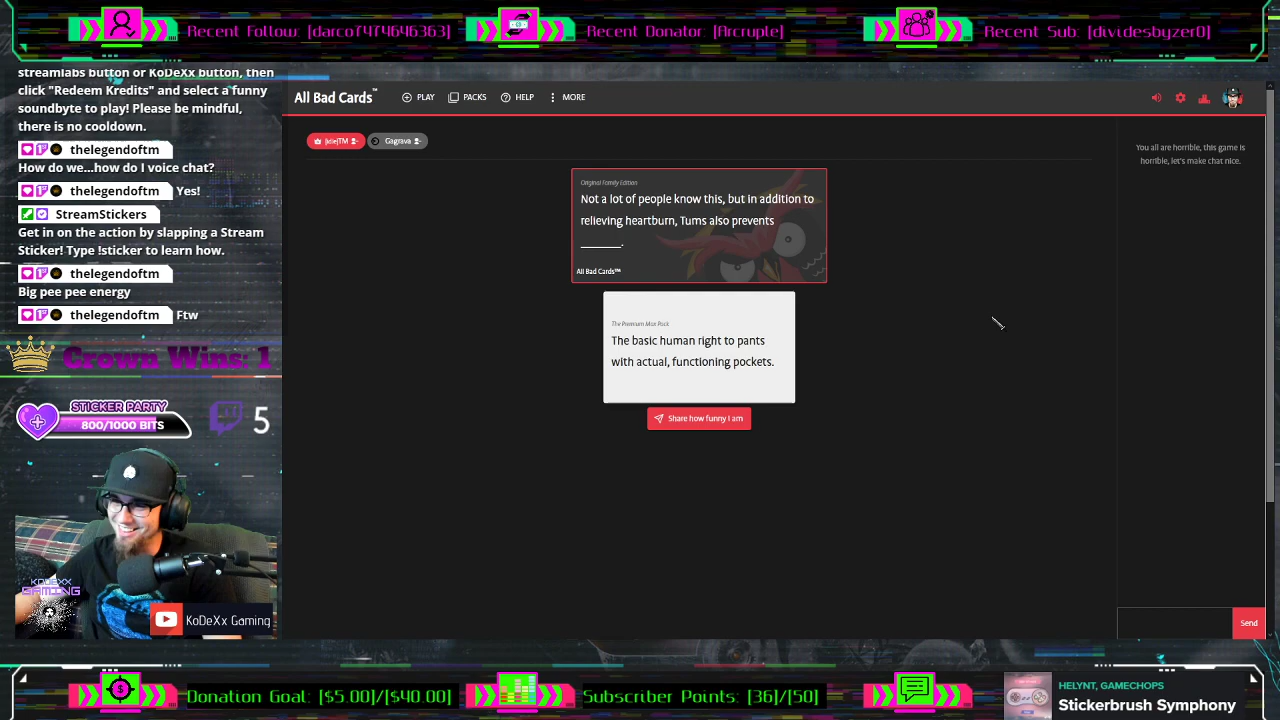 Recent Follow: [darco7474646363]
Recent Donator: [Arcruple]
Recent Sub: [dividesbyzer0]
streamlabs button or KoDeXx button, then
click "Redeem Kredits" and select a funny
soundbyte to play! Please be mindful,
there is no cooldown.
thelegendoftm
How do we...how do I voice chat?
thelegendoftm Yes!
StreamStickers
Get in on the action by slapping a Stream
Sticker! Type !sticker to learn how.
thelegendoftm
Big pee pee energy
thelegendoftm Ftw
Crown Wins: 1
STICKER PARTY
800/1000 BITS
5
KODEXX
GAMING
KoDeXx Gaming
All Bad Cards™
PLAY
PACKS
HELP
MORE
Gagrava
Original Family Edition
Not a lot of people know this, but in addition to
relieving heartburn, Tums also prevents
_______.
All Bad Cards™
The Premium Max Pack
The basic human right to pants
with actual, functioning pockets.
Share how funny I am
You all are horrible, this game is
horrible, let's make chat nice.
Send
Donation Goal: [$5.00]/[$40.00]
Subscriber Points: [36]/[50]
HELYNT, GAMECHOPS
Stickerbrush Symphony